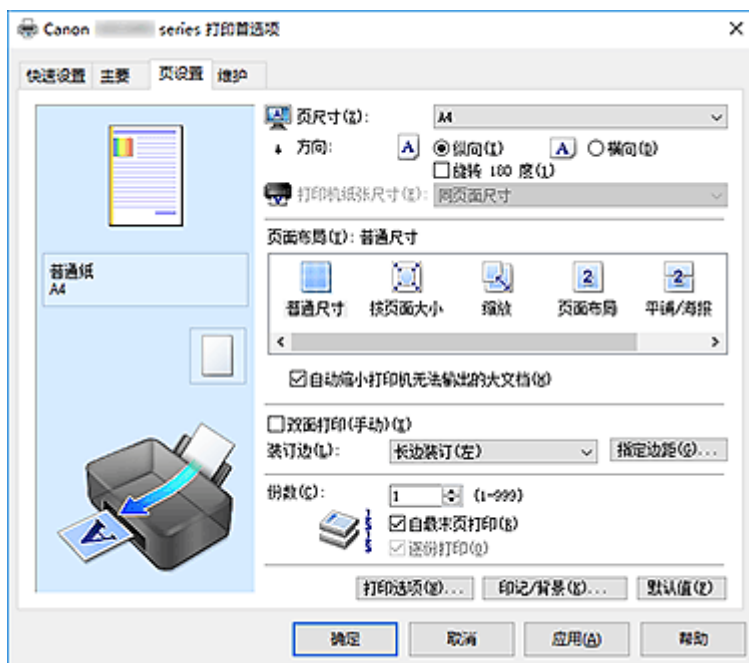 Canon series 打印首选项
快速设置 主要 页设置 维护
页尺寸(Z): A4
方向: A 纵向(I) A 横向(D)
旋转 180 度(1)
打印机纸张尺寸(E): 同页面尺寸
页面布局(T): 普通尺寸
普通纸
A4
普通尺寸 按页面大小 缩放 页面布局 平铺/海报
自动缩小打印机无法输出的大文档(W)
双面打印(手动)(X)
装订边(L): 长边装订(左) 指定边距(G)...
份数(C): 1 (1-999)
自最末页打印(R)
逐份打印(O)
打印选项(N)... 印记/背景(K)... 默认值(F)
确定 取消 应用(A) 帮助